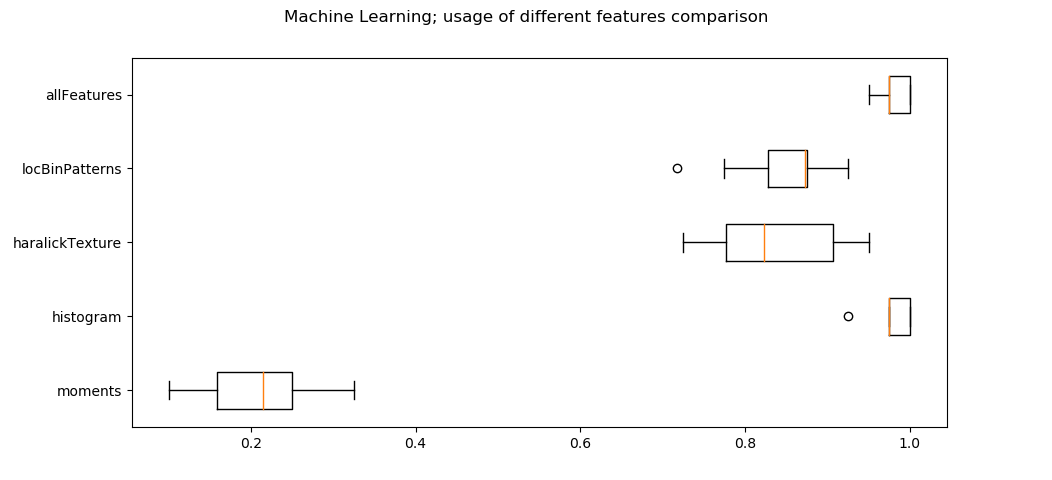 Machine Learning; usage of different features comparison
allFeatures
locBinPatterns
haralickTexture
histogram
moments
0.2 0.4 0.6 0.8 1.0